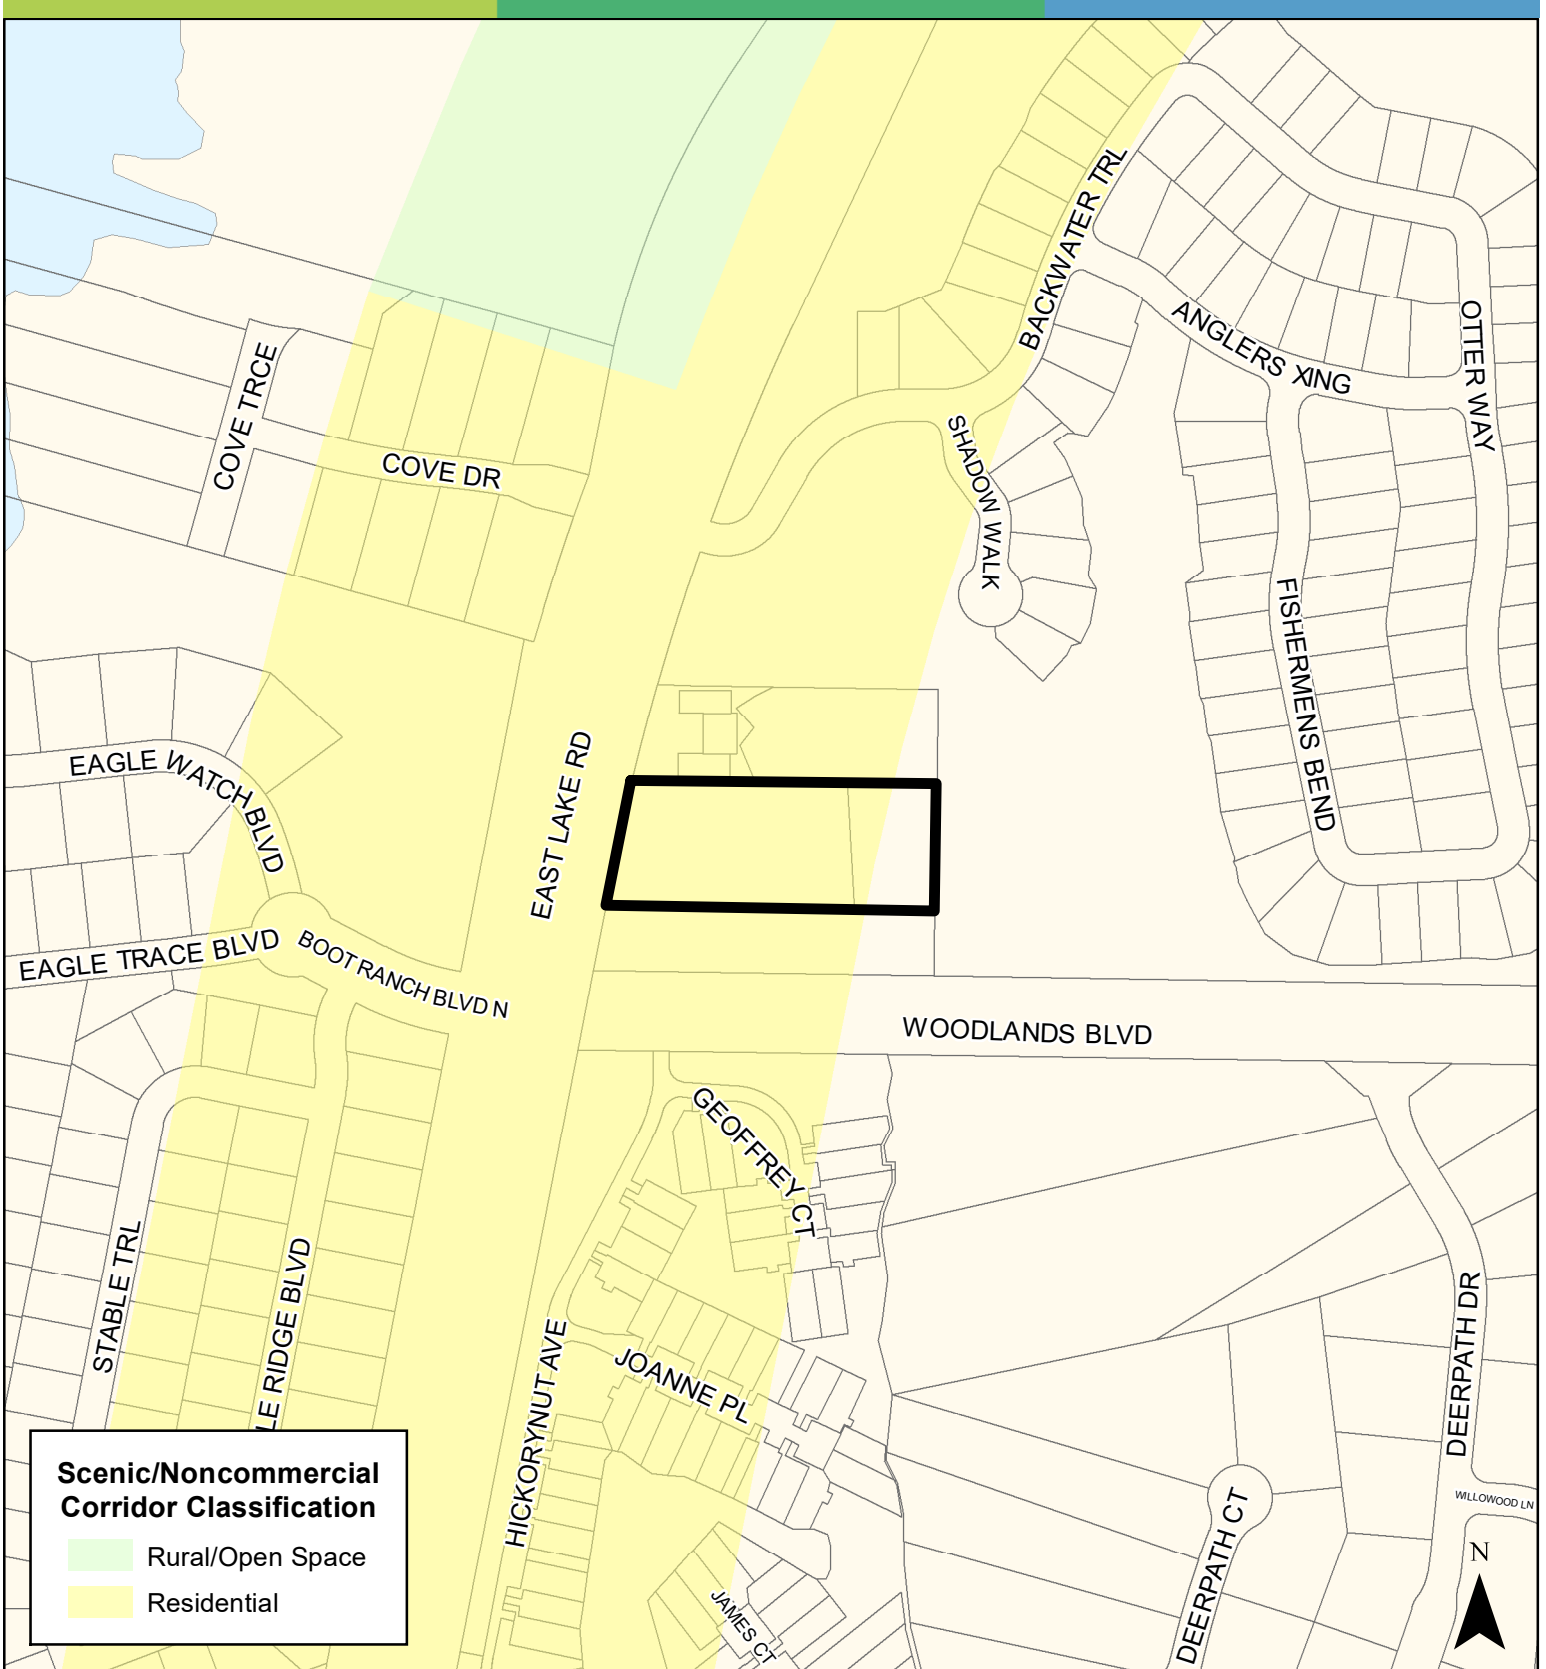 BACKWATER TRL
ANGLERS XING
OTTER WAY
COVE TRCE
COVE DR
SHADOW WALK
FISHERMENS BEND
EAGLE WATCH BLVD
EAST LAKE RD
EAGLE TRACE BLVD
BOOT RANCH BLVD N
WOODLANDS BLVD
GEOFFREY CT
STABLE TRL
LE RIDGE BLVD
HICKORYNUT AVE
JOANNE PL
DEERPATH DR
DEERPATH CT
WILLOWOOD LN
JAMES CT
Scenic/Noncommercial
Corridor Classification
Rural/Open Space
Residential
N